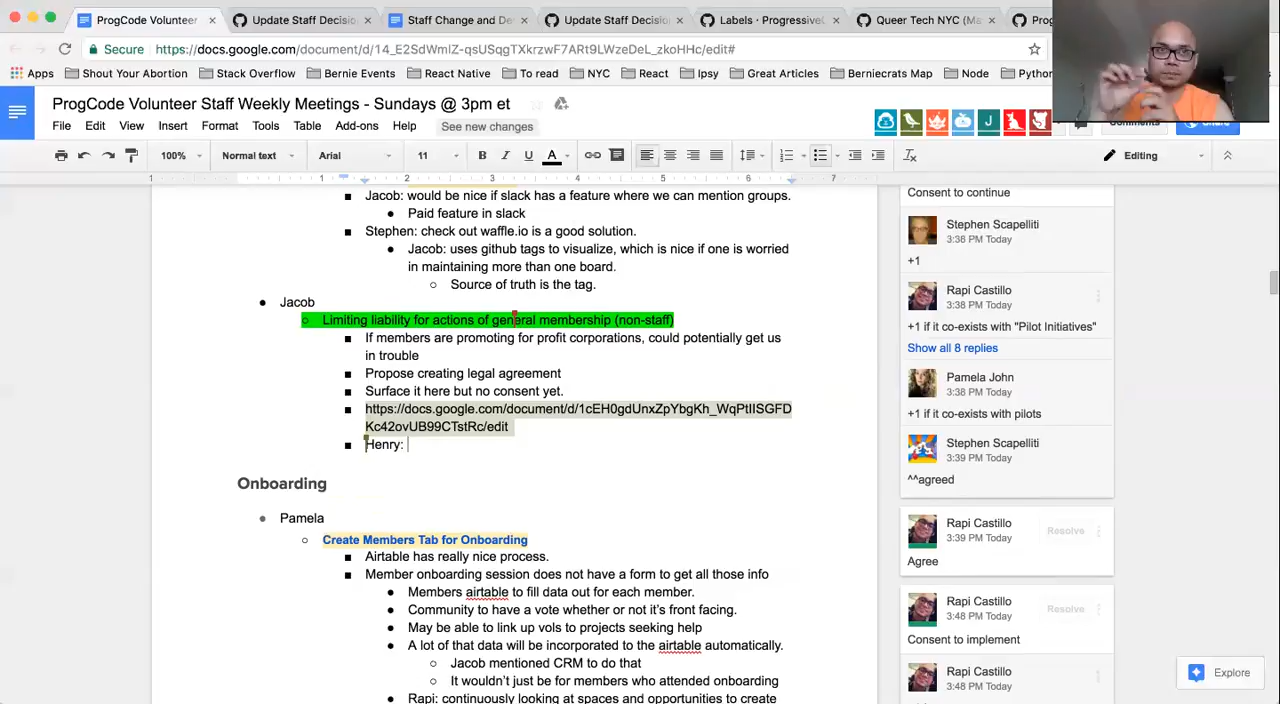 ProgCode Volunteer
Update Staff Decisio
Staff Change and De
Update Staff Decisio
Labels · ProgressiveC
Queer Tech NYC (Ma
Prog
Secure
https://docs.google.com/document/d/14_E2SdWmIZ-qsUSqgTXkrzwF7ARt9LWzeDeL_zkoHHc/edit#
Apps
Shout Your Abortion
Stack Overflow
Bernie Events
React Native
To read
NYC
React
Ipsy
Great Articles
Berniecrats Map
Node
Python
ProgCode Volunteer Staff Weekly Meetings - Sundays @ 3pm et
File Edit View Insert Format Tools Table Add-ons Help
See new changes
J
Comments
100%
Normal text
Arial
11
B I U A
Editing
1 1 2 3 4 5 6 7
Jacob: would be nice if slack has a feature where we can mention groups.
Paid feature in slack
Stephen: check out waffle.io is a good solution.
Jacob: uses github tags to visualize, which is nice if one is worried
in maintaining more than one board.
Source of truth is the tag.
Jacob
Limiting liability for actions of general membership (non-staff)
If members are promoting for profit corporations, could potentially get us
in trouble
Propose creating legal agreement
Surface it here but no consent yet.
https://docs.google.com/document/d/1cEH0gdUnxZpYbgKh_WqPtIISGFD
Kc42ovUB99CTstRc/edit
Henry:
Onboarding
Pamela
Create Members Tab for Onboarding
Airtable has really nice process.
Member onboarding session does not have a form to get all those info
Members airtable to fill data out for each member.
Community to have a vote whether or not it's front facing.
May be able to link up vols to projects seeking help
A lot of that data will be incorporated to the airtable automatically.
Jacob mentioned CRM to do that
It wouldn't just be for members who attended onboarding
Rapi: continuously looking at spaces and opportunities to create
Consent to continue
Stephen Scapelliti
3:38 PM Today
+1
Rapi Castillo
3:38 PM Today
+1 if it co-exists with "Pilot Initiatives"
Show all 8 replies
Pamela John
3:38 PM Today
+1 if it co-exists with pilots
Stephen Scapelliti
3:39 PM Today
^^agreed
Rapi Castillo
3:39 PM Today
Resolve
Agree
Rapi Castillo
3:48 PM Today
Resolve
Consent to implement
Rapi Castillo
3:48 PM Today
Explore